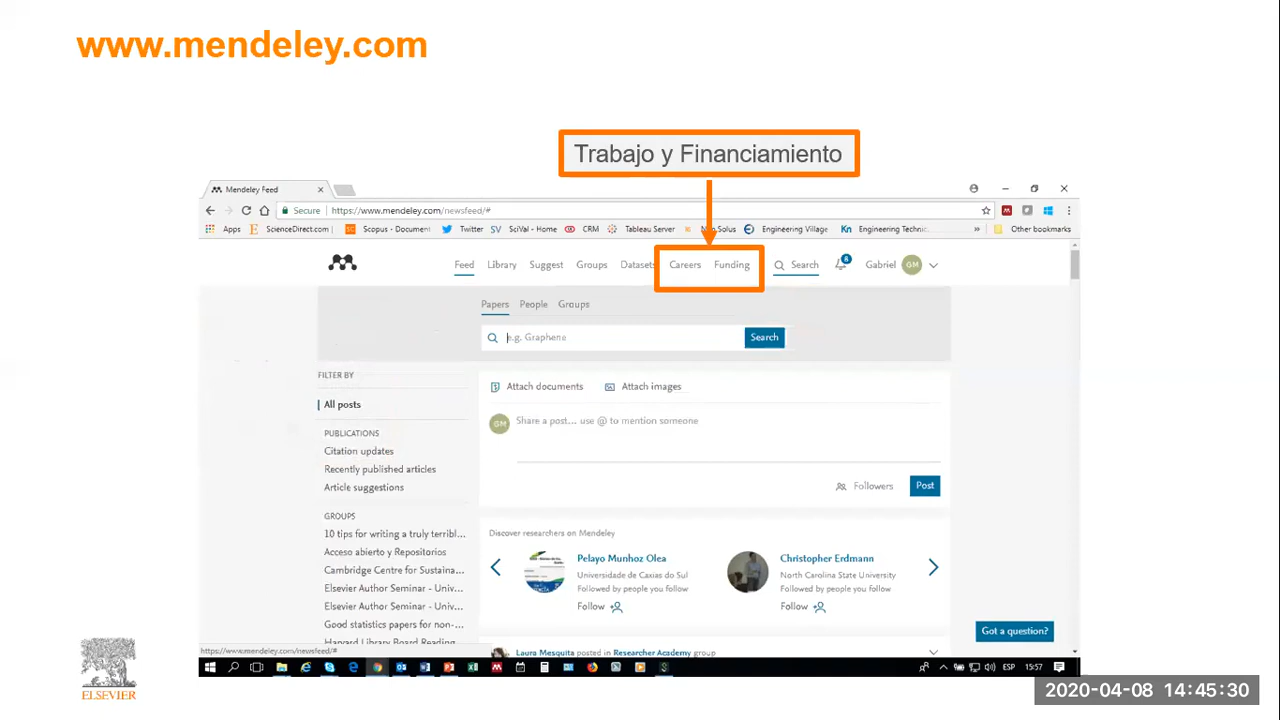 www.mendeley.com
Trabajo y Financiamiento
Mendeley Feed
Secure https://www.mendeley.com/newsfeed/#
Apps ScienceDirect.com | Scopus - Document Twitter SciVal - Home CRM Tableau Server Solus Engineering Village Engineering Technic. » Other bookmarks
Feed Library Suggest Groups Datasets Careers Funding Search 8 Gabriel GM
Papers People Groups
e.g. Graphene Search
FILTER BY
All posts
PUBLICATIONS
Citation updates
Recently published articles
Article suggestions
GROUPS
10 tips for writing a truly terribl...
Acceso abierto y Repositorios
Cambridge Centre for Sustaina...
Elsevier Author Seminar - Univ...
Elsevier Author Seminar - Univ...
Good statistics papers for non-...
Harvard Library Board Reading
Attach documents Attach images
GM Share a post... use @ to mention someone
Followers Post
Discover researchers on Mendeley
Pelayo Munhoz Olea
Universidade de Caxias do Sul
Followed by people you follow
Follow
Christopher Erdmann
North Carolina State University
Followed by people you follow
Follow
Got a question?
Laura Mesquita posted in Researcher Academy group
https://www.mendeley.com/newsfeed/#
ESP 15:57
ELSEVIER
2020-04-08 14:45:30